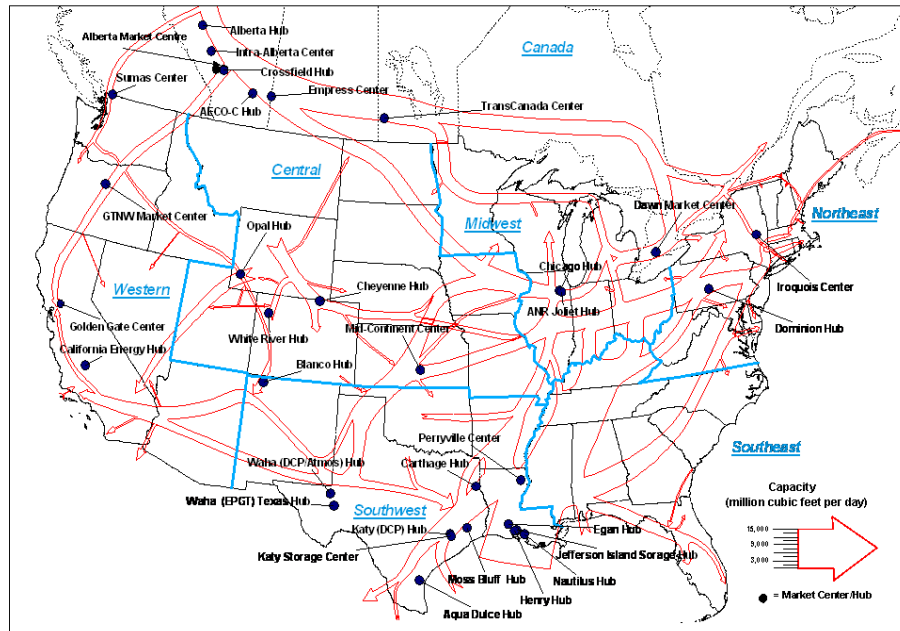 Alberta Hub
Alberta Market Centre
Canada
Intra-Alberta Center
Crossfield Hub
Sumas Center
Empress Center
AECO-C Hub
TransCanada Center
Central
Dawn Market Center
GTNW Market Center
Northeast
Midwest
Opal Hub
Chicago Hub
Western
Cheyenne Hub
Iroquois Center
ANR Joliet Hub
Golden Gate Center
Mid-Continent Center
Dominion Hub
White River Hub
California Energy Hub
Blanco Hub
Perryville Center
Southeast
Waha (DCP/Atmos) Hub
Carthage Hub
Capacity
(million cubic feet per day)
Waha (EPGT) Texas Hub
Southwest
Katy (DCP) Hub
Egan Hub
15,000
9,000
3,000
Katy Storage Center
Jefferson Island Sorage Hub
Moss Bluff Hub
Nautilus Hub
Henry Hub
= Market Center/Hub
Aqua Dulce Hub